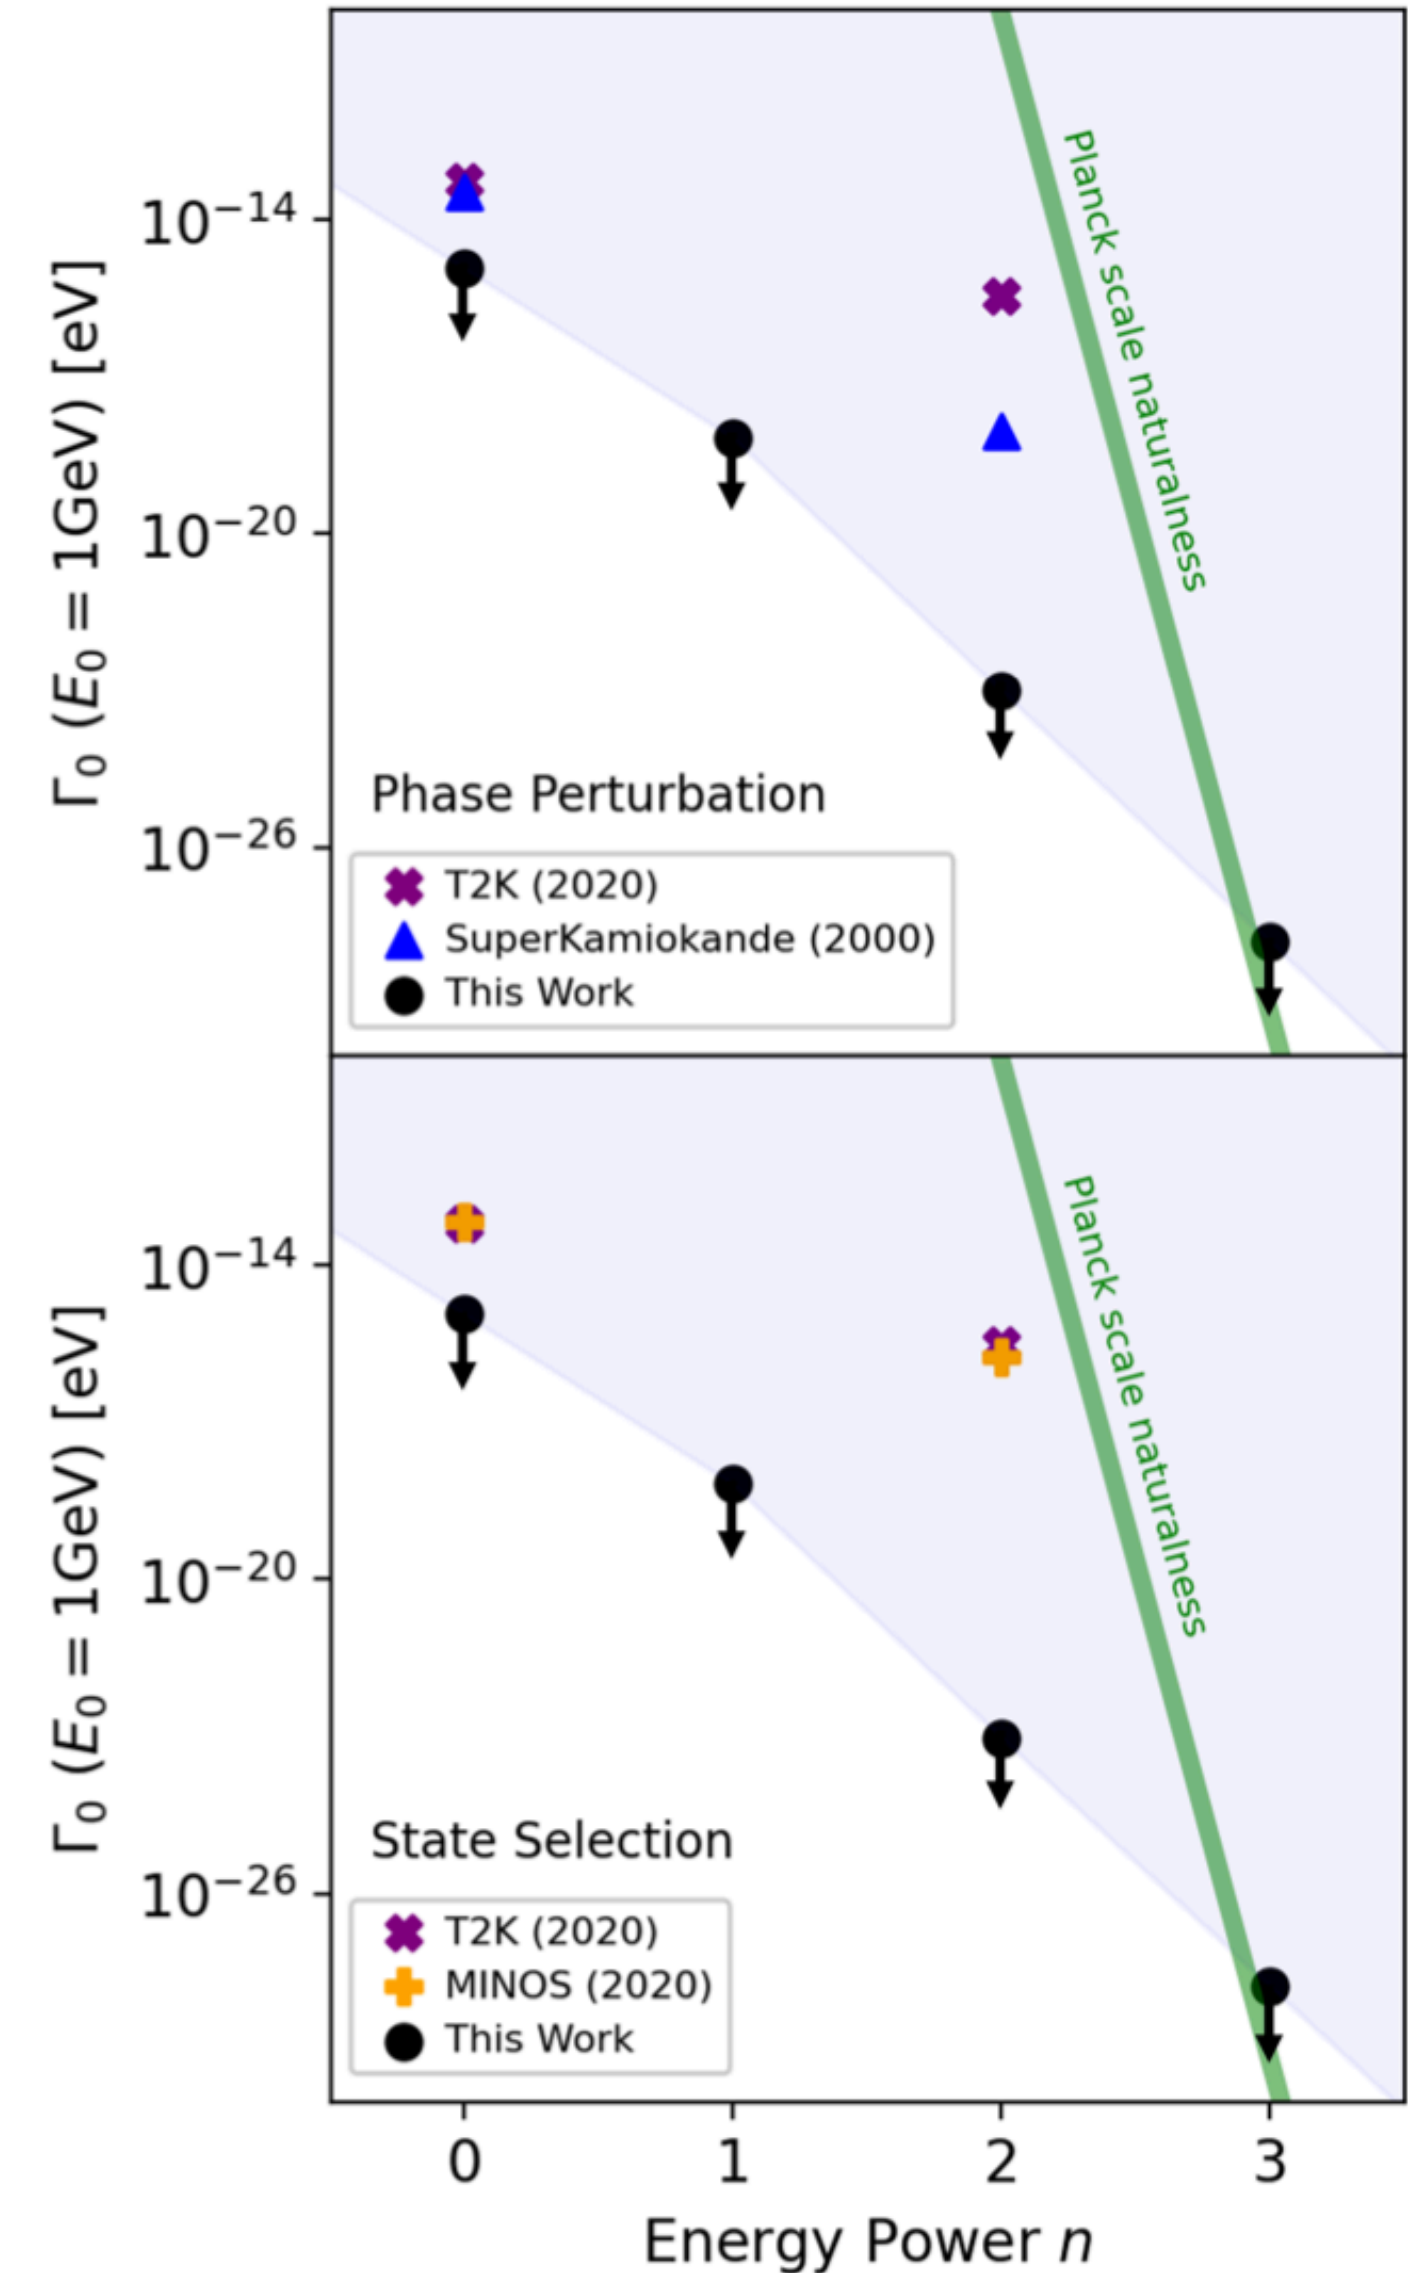 Γ₀ (E₀ = 1GeV) [eV]
10⁻¹⁴
10⁻²⁰
10⁻²⁶
Planck scale naturalness
Phase Perturbation
T2K (2020)
SuperKamiokande (2000)
This Work
Γ₀ (E₀ = 1GeV) [eV]
10⁻¹⁴
10⁻²⁰
10⁻²⁶
Planck scale naturalness
State Selection
T2K (2020)
MINOS (2020)
This Work
0 1 2 3
Energy Power n